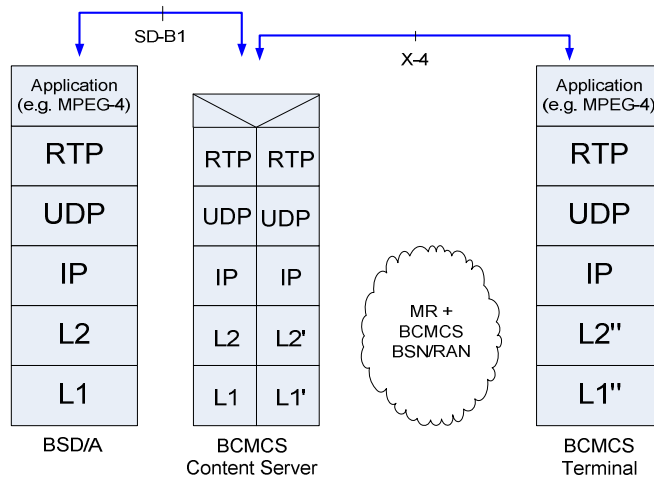 SD-B1
X-4
Application
(e.g. MPEG-4)
RTP
UDP
IP
L2
L1
BSD/A
RTP RTP
UDP UDP
IP IP
L2 L2'
L1 L1'
BCMCS
Content Server
MR +
BCMCS
BSN/RAN
Application
(e.g. MPEG-4)
RTP
UDP
IP
L2"
L1"
BCMCS
Terminal